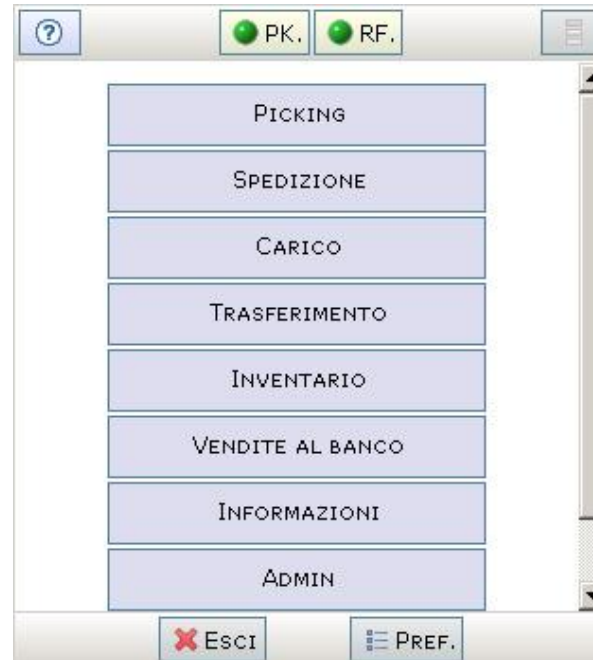 ? PK. RF.
PICKING
SPEDIZIONE
CARICO
TRASFERIMENTO
INVENTARIO
VENDITE AL BANCO
INFORMAZIONI
ADMIN
ESCI PREF.